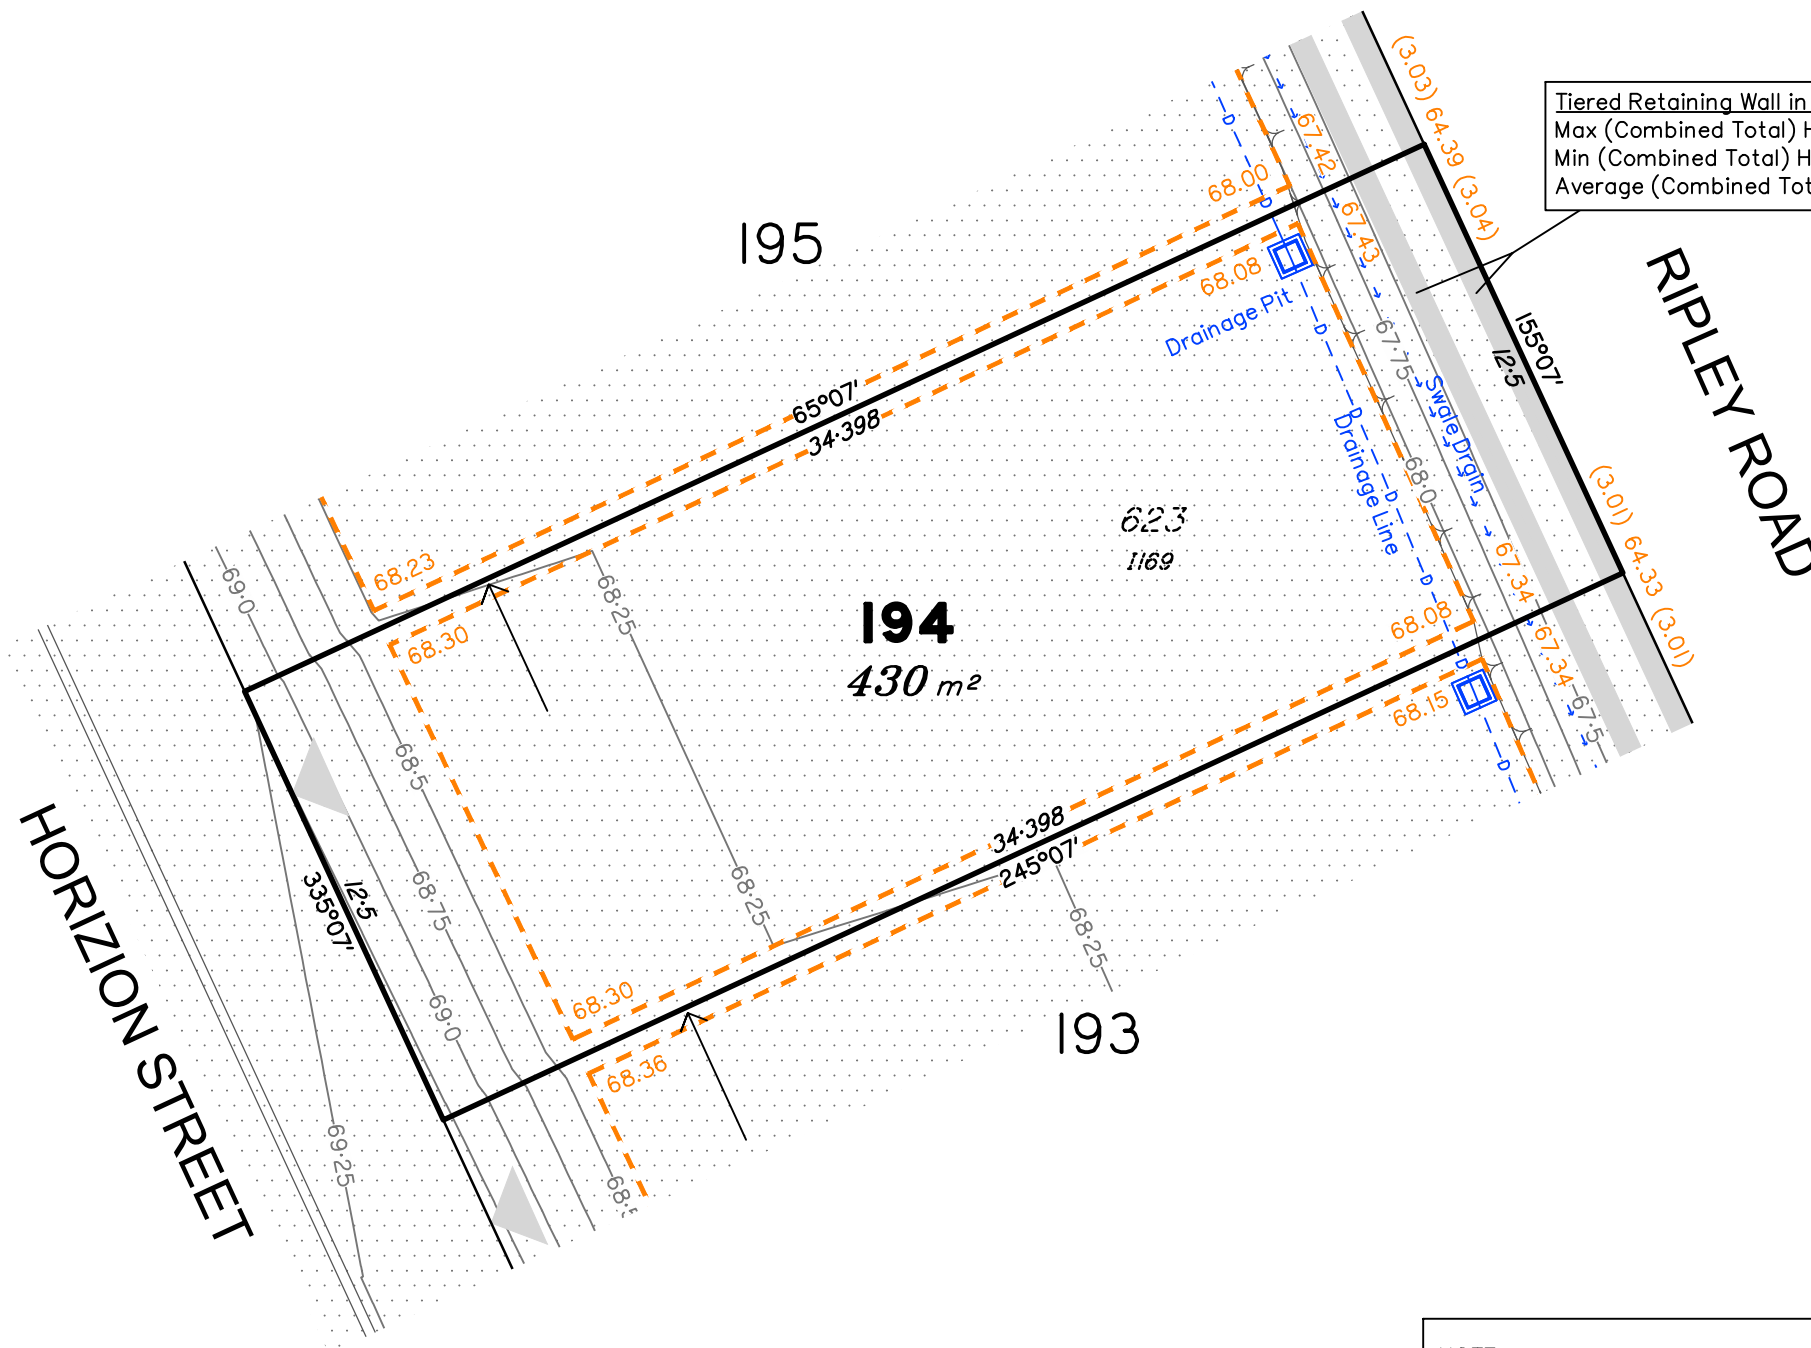 (3.03) 64.39 (3.04)
Tiered Retaining Wall in
Max (Combined Total) H
Min (Combined Total) H
Average (Combined Tot
67.42
68.00
67.43
195
68.08
Drainage Pit
D
D
D
D
D
D
D
D
RIPLEY ROAD
155°07'
12·5
67·75
Swale Drain
65°07'
34·398
Drainage Line
68·0
(3.01) 64.33 (3.01)
623
1169
67.34
68.23
69·0
68·25
68.30
194
430 m²
68.08
67.34
68.15
67·5
68·5
34·398
245°07'
HORIZION STREET
12·5
335°07'
68·75
68·25
68·25
69·0
68.30
193
68.36
69·25
68·5